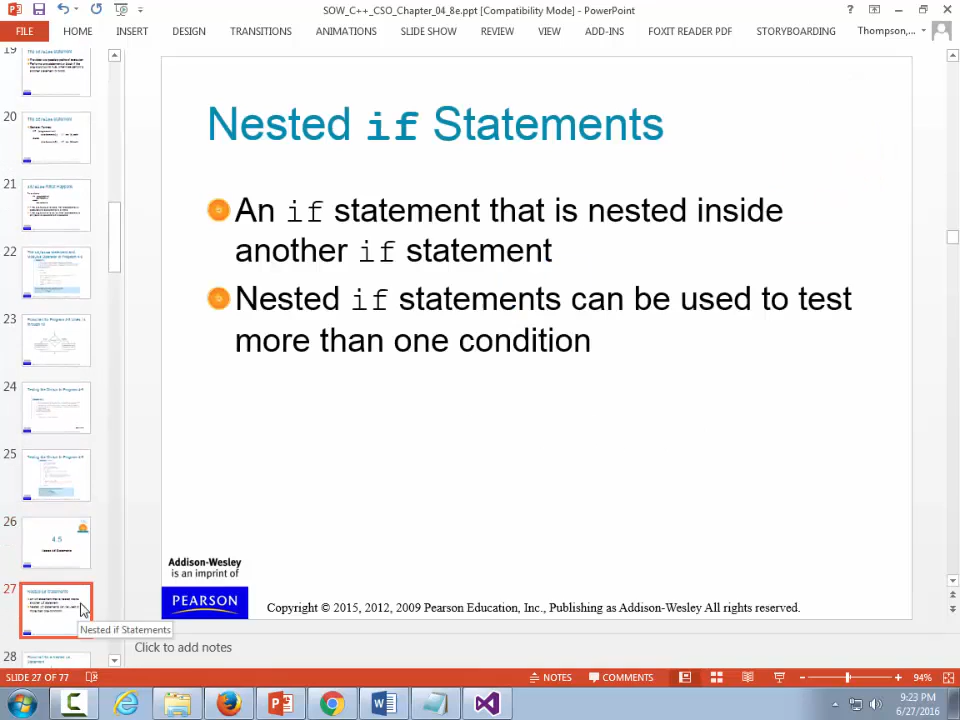 SOW_C++_CSO_Chapter_04_8e.ppt [Compatibility Mode] - PowerPoint
FILE HOME INSERT DESIGN TRANSITIONS ANIMATIONS SLIDE SHOW REVIEW VIEW ADD-INS FOXIT READER PDF STORYBOARDING Thompson,...
19
20
21
22
23
24
25
26
4.5
27
28
Nested if Statements
Nested if Statements
An if statement that is nested inside
another if statement
Nested if statements can be used to test
more than one condition
Addison-Wesley
is an imprint of
PEARSON
Copyright © 2015, 2012, 2009 Pearson Education, Inc., Publishing as Addison-Wesley All rights reserved.
Click to add notes
SLIDE 27 OF 77 NOTES COMMENTS 94%
9:23 PM
6/27/2016